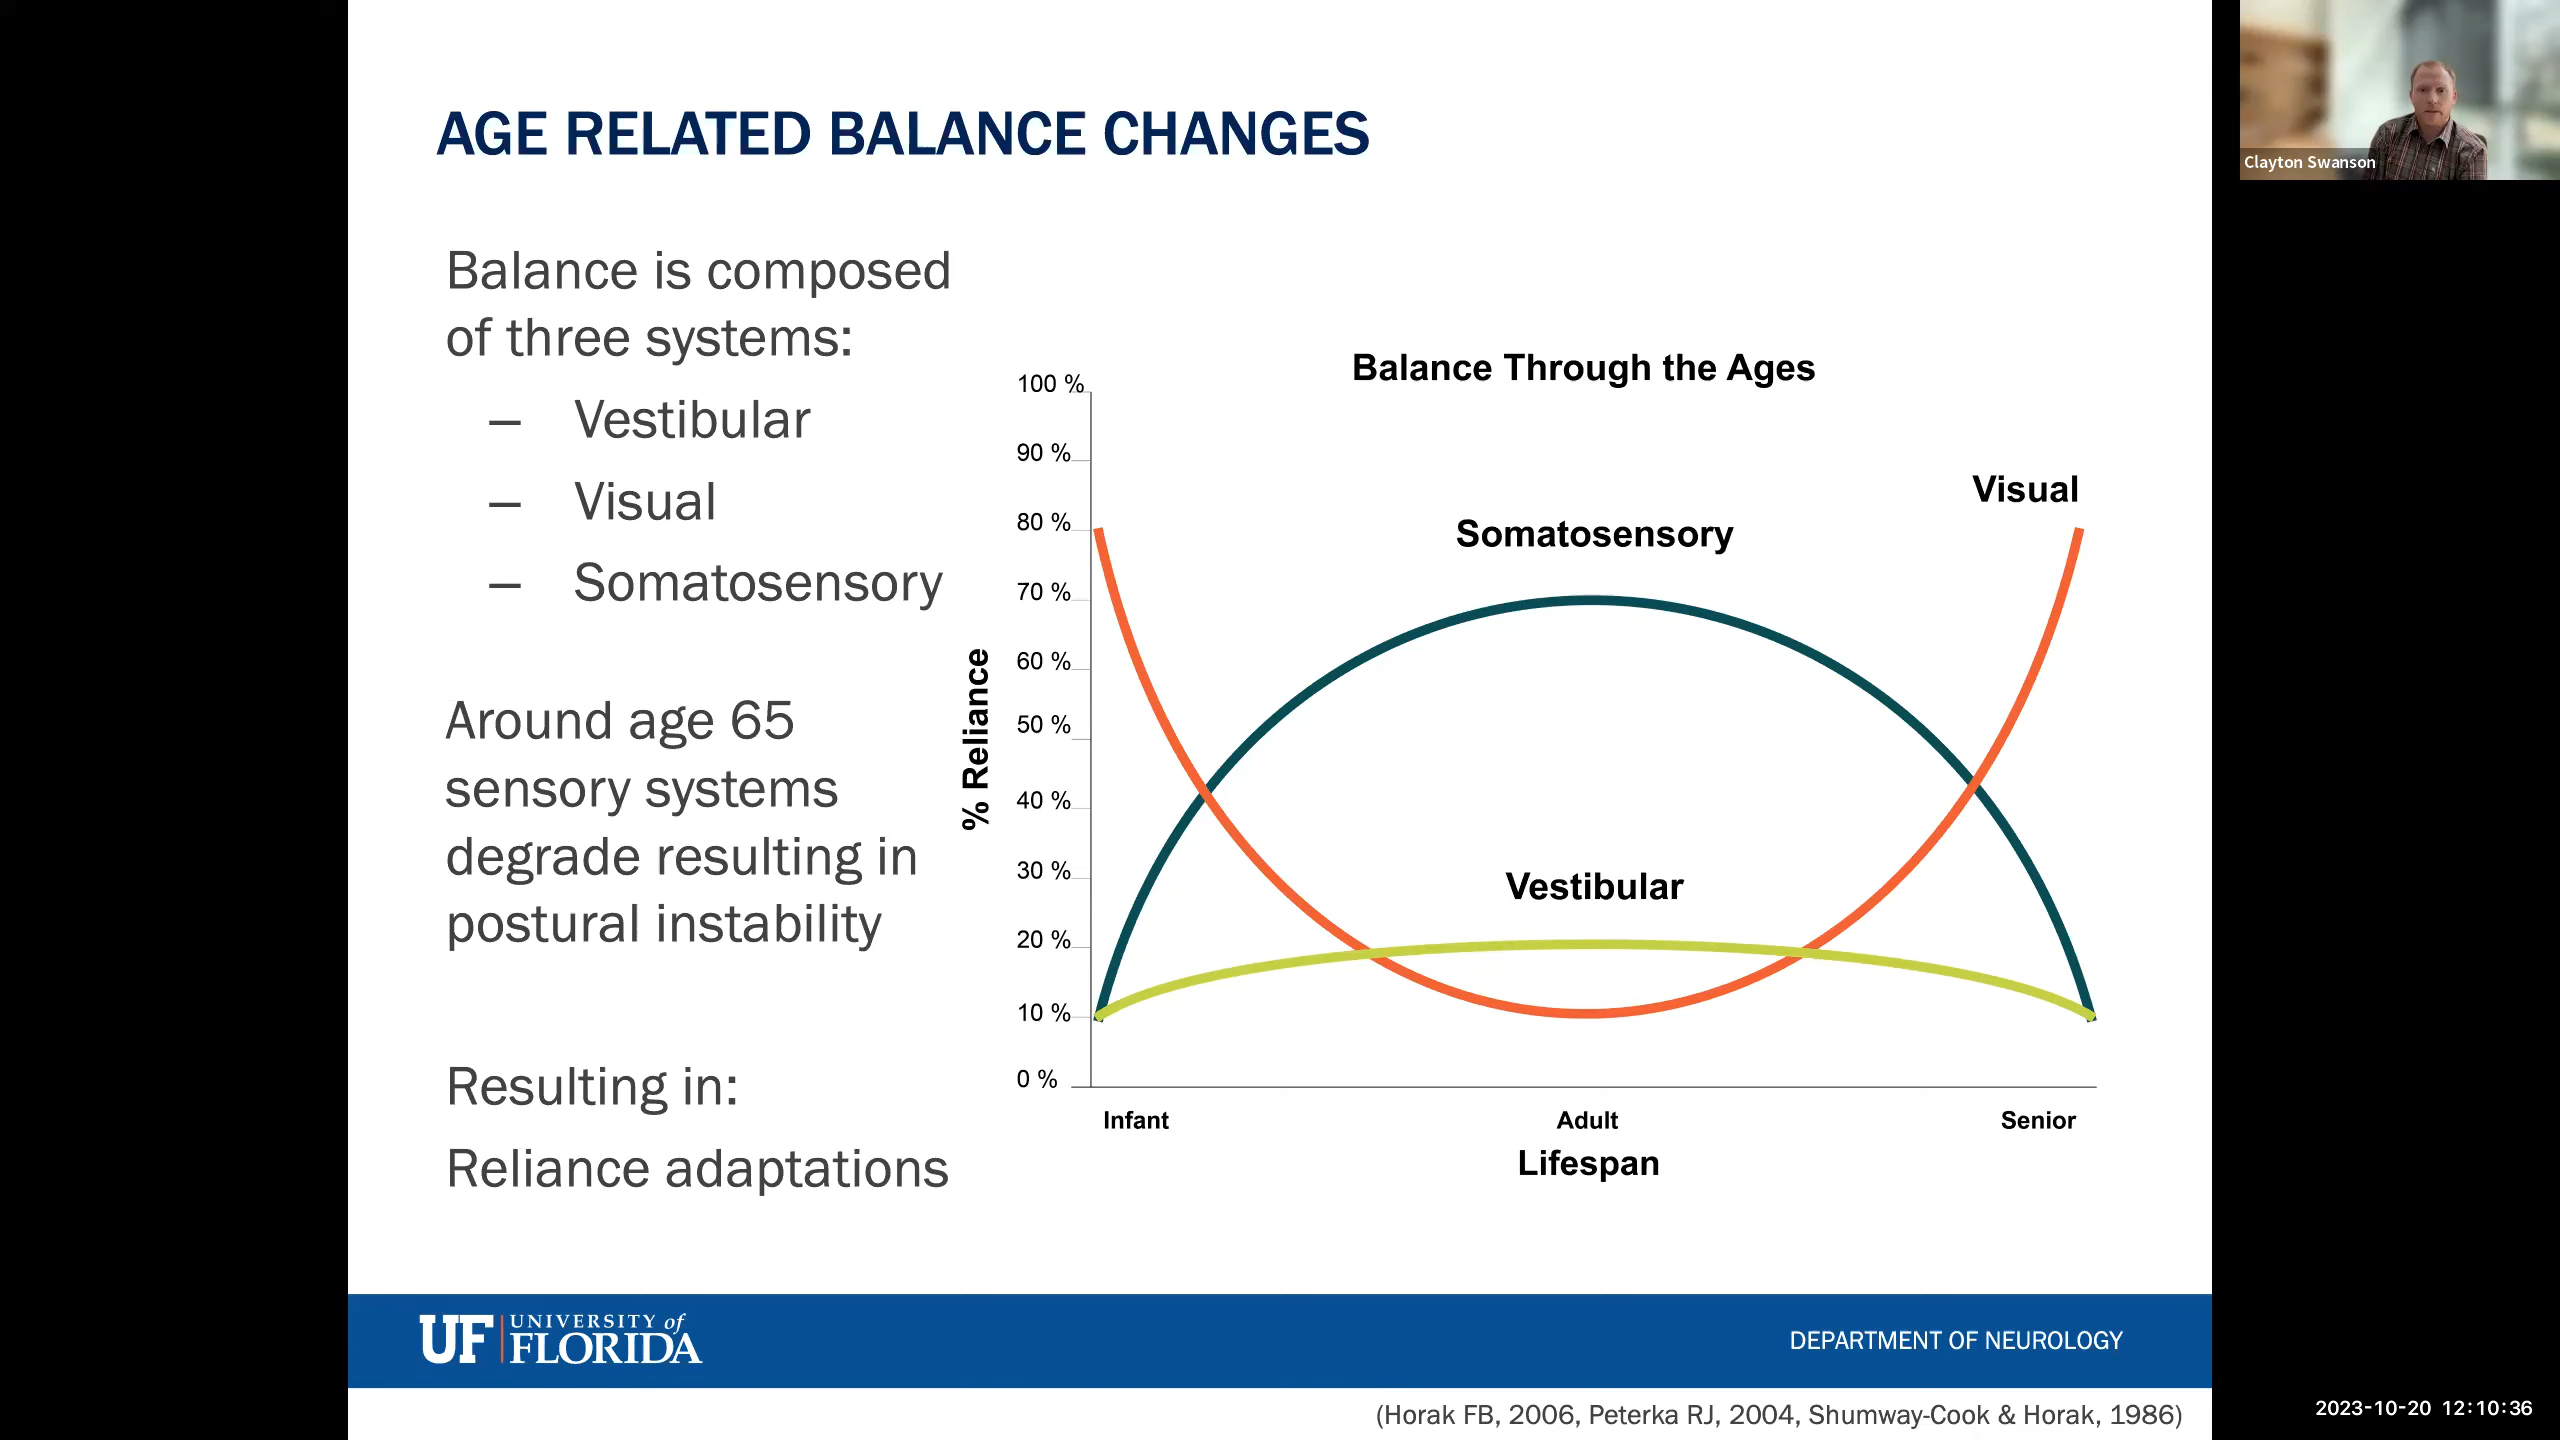 AGE RELATED BALANCE CHANGES
Clayton Swanson
Balance is composed
of three systems:
– Vestibular
– Visual
– Somatosensory
Around age 65
sensory systems
degrade resulting in
postural instability
Resulting in:
Reliance adaptations
Balance Through the Ages
100 %
90 %
80 %
70 %
60 %
50 %
40 %
30 %
20 %
10 %
0 %
% Reliance
Visual
Somatosensory
Vestibular
Infant Adult Senior
Lifespan
UF UNIVERSITY of
FLORIDA
DEPARTMENT OF NEUROLOGY
(Horak FB, 2006, Peterka RJ, 2004, Shumway-Cook & Horak, 1986)
2023-10-20 12:10:36